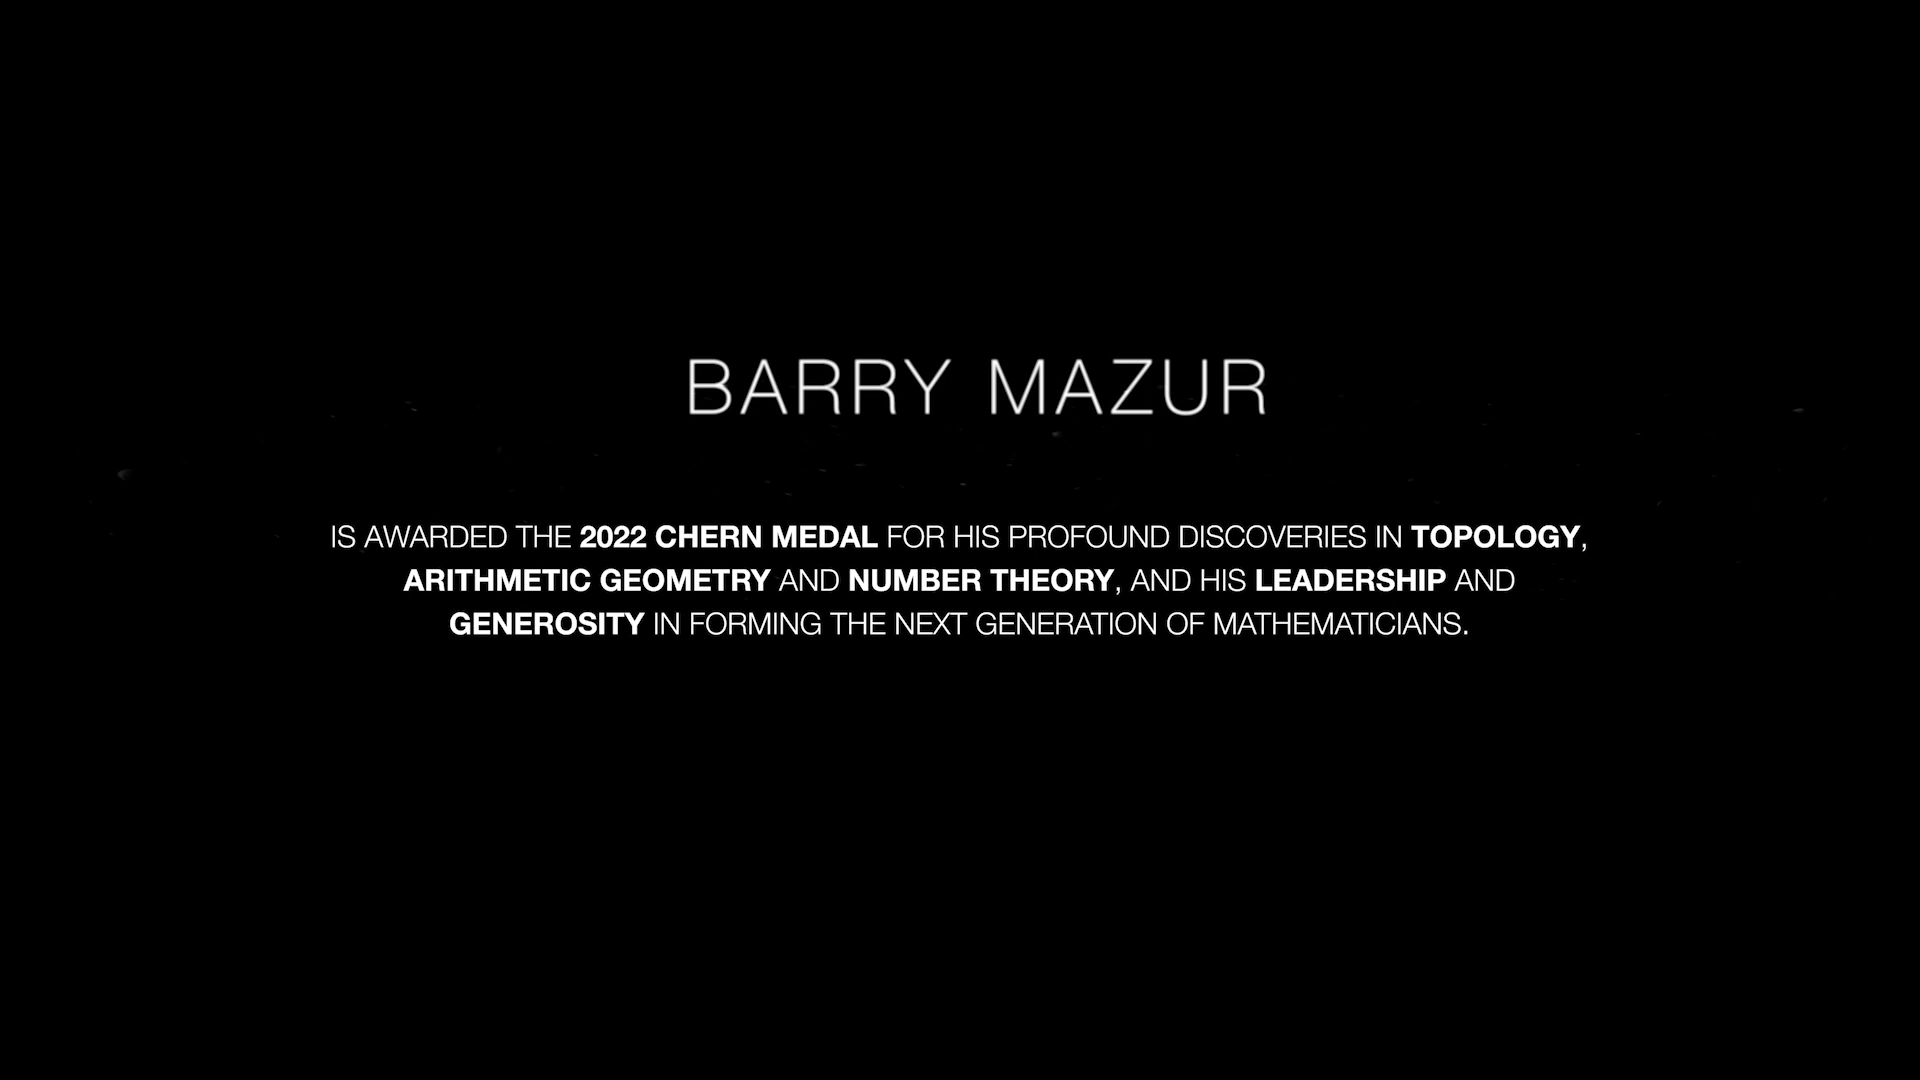 BARRY MAZUR
IS AWARDED THE 2022 CHERN MEDAL FOR HIS PROFOUND DISCOVERIES IN TOPOLOGY,
ARITHMETIC GEOMETRY AND NUMBER THEORY, AND HIS LEADERSHIP AND
GENEROSITY IN FORMING THE NEXT GENERATION OF MATHEMATICIANS.